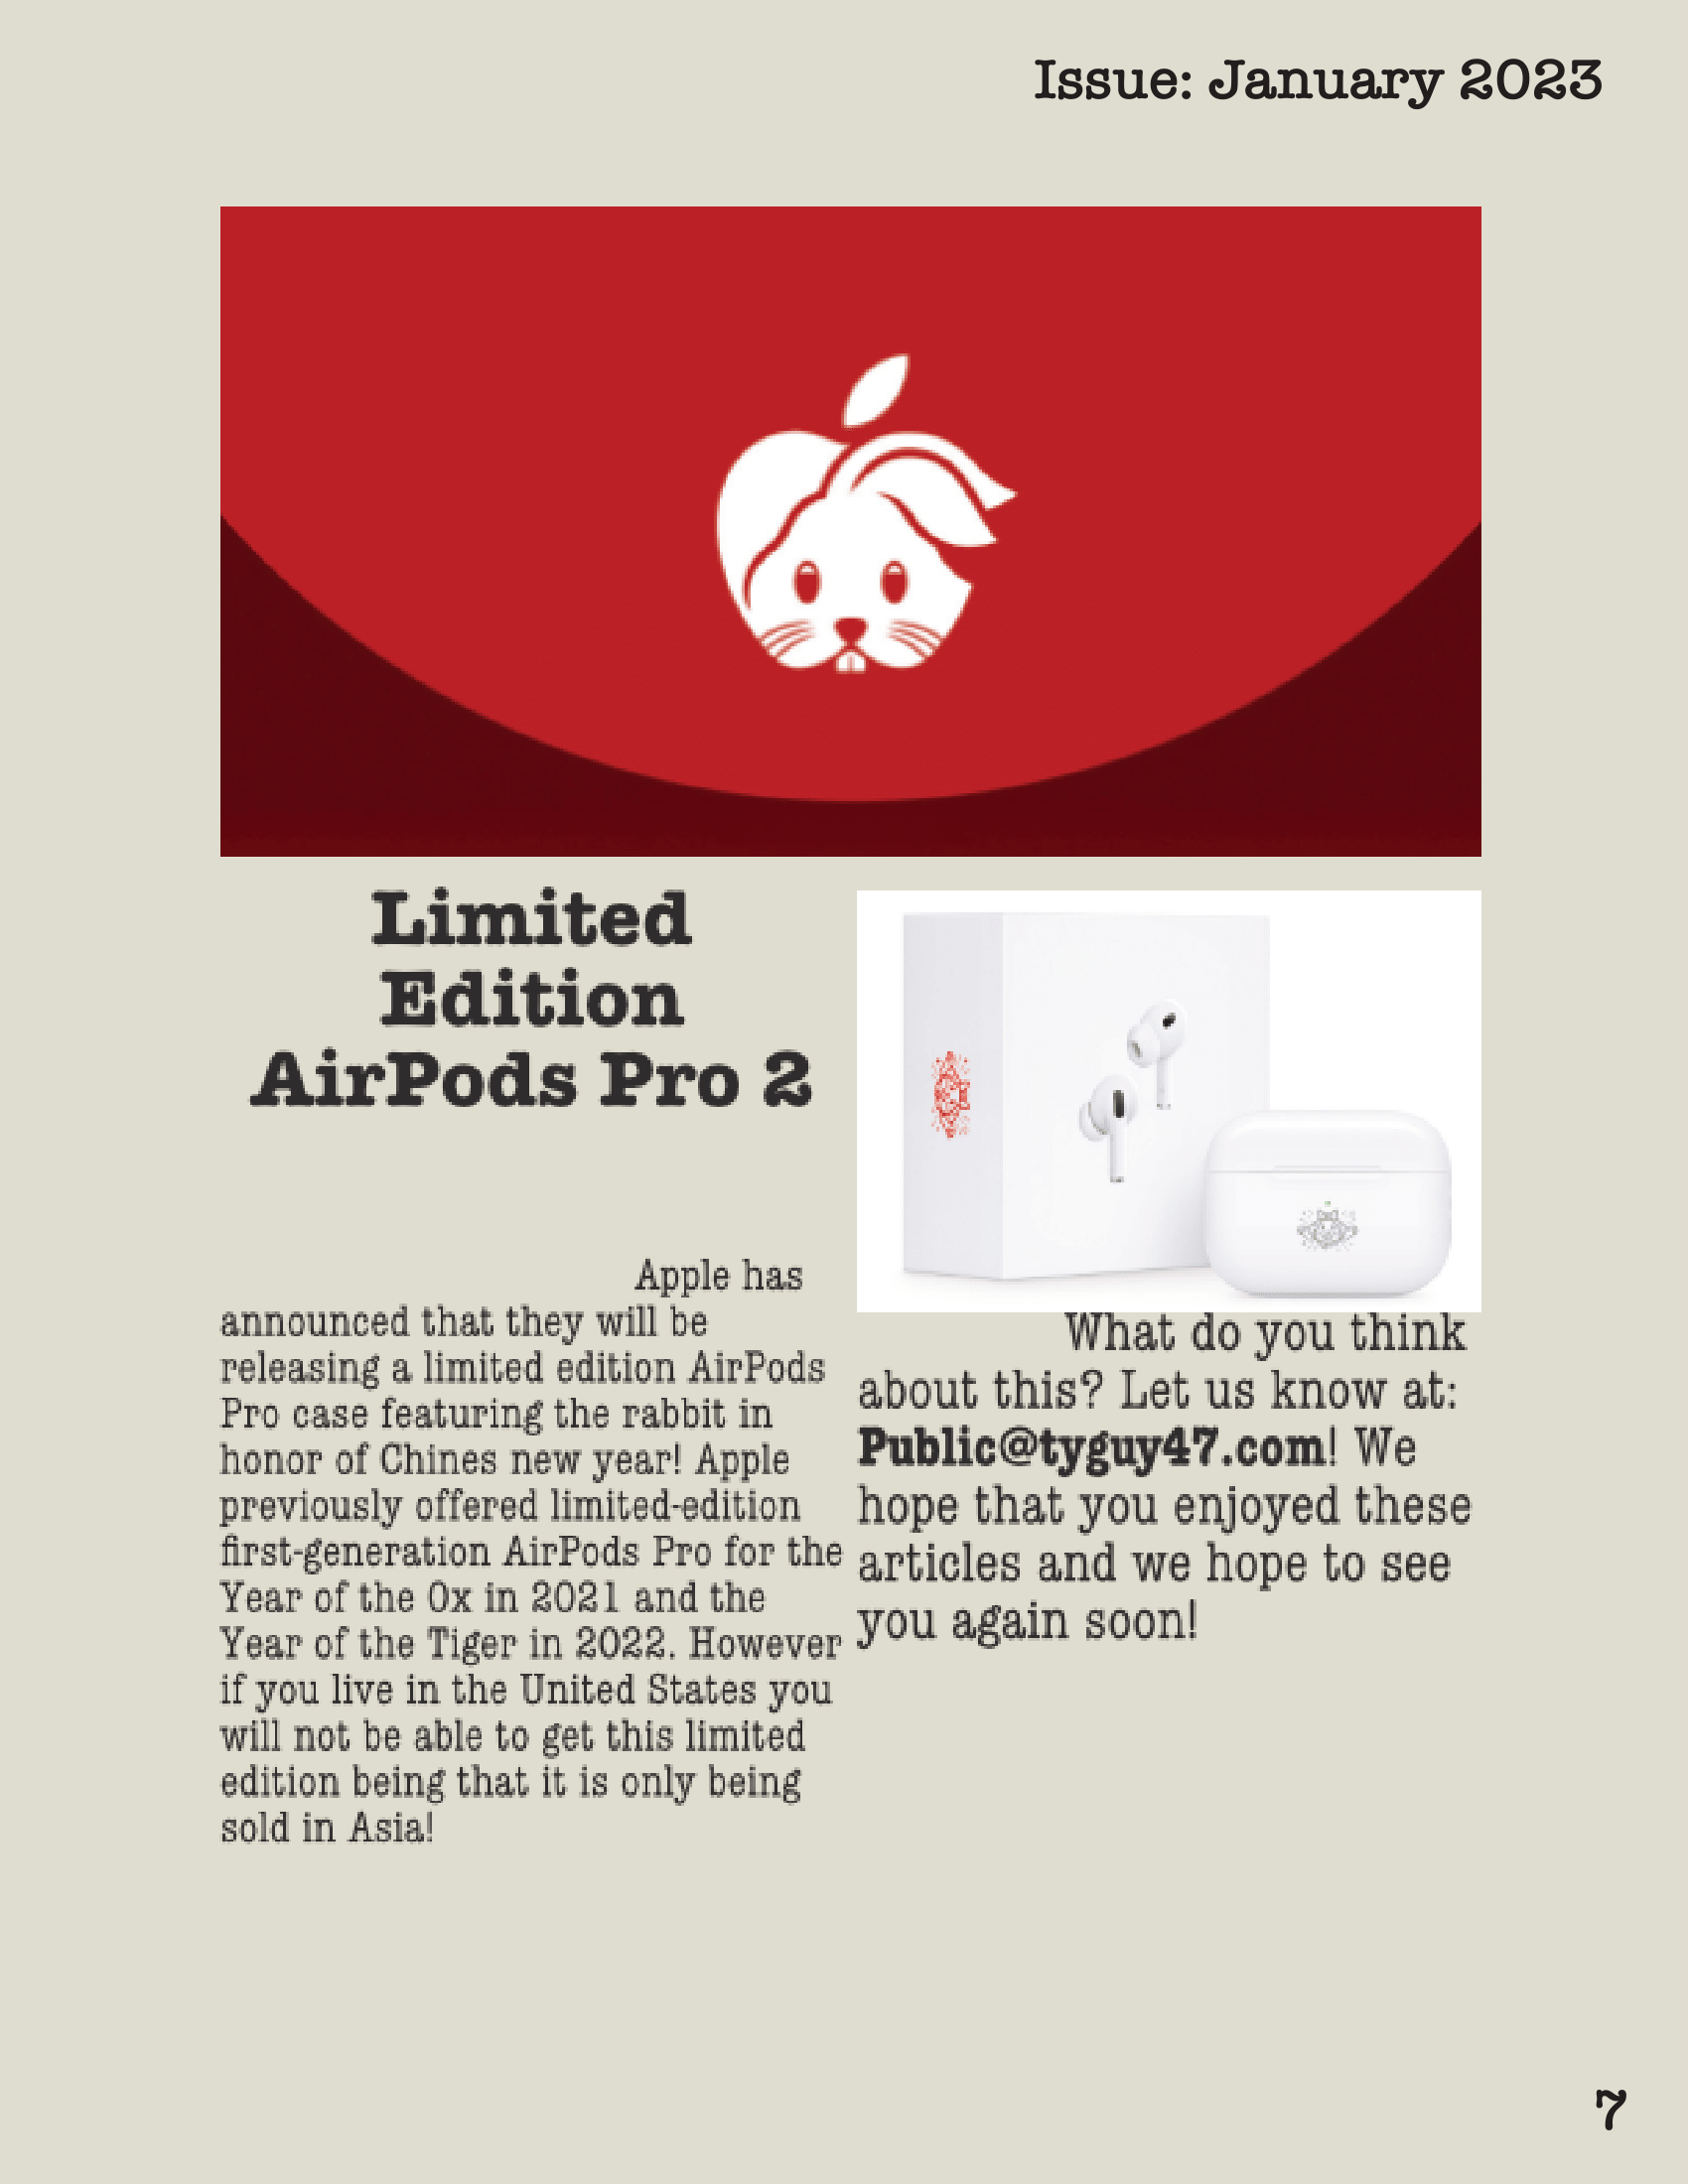 Issue: January 2023
Limited
Edition
AirPods Pro 2
Apple has
announced that they will be
releasing a limited edition AirPods
Pro case featuring the rabbit in
honor of Chines new year! Apple
previously offered limited-edition
first-generation AirPods Pro for the
Year of the Ox in 2021 and the
Year of the Tiger in 2022. However
if you live in the United States you
will not be able to get this limited
edition being that it is only being
sold in Asia!
What do you think
about this? Let us know at:
Public@tyguy47.com! We
hope that you enjoyed these
articles and we hope to see
you again soon!
7